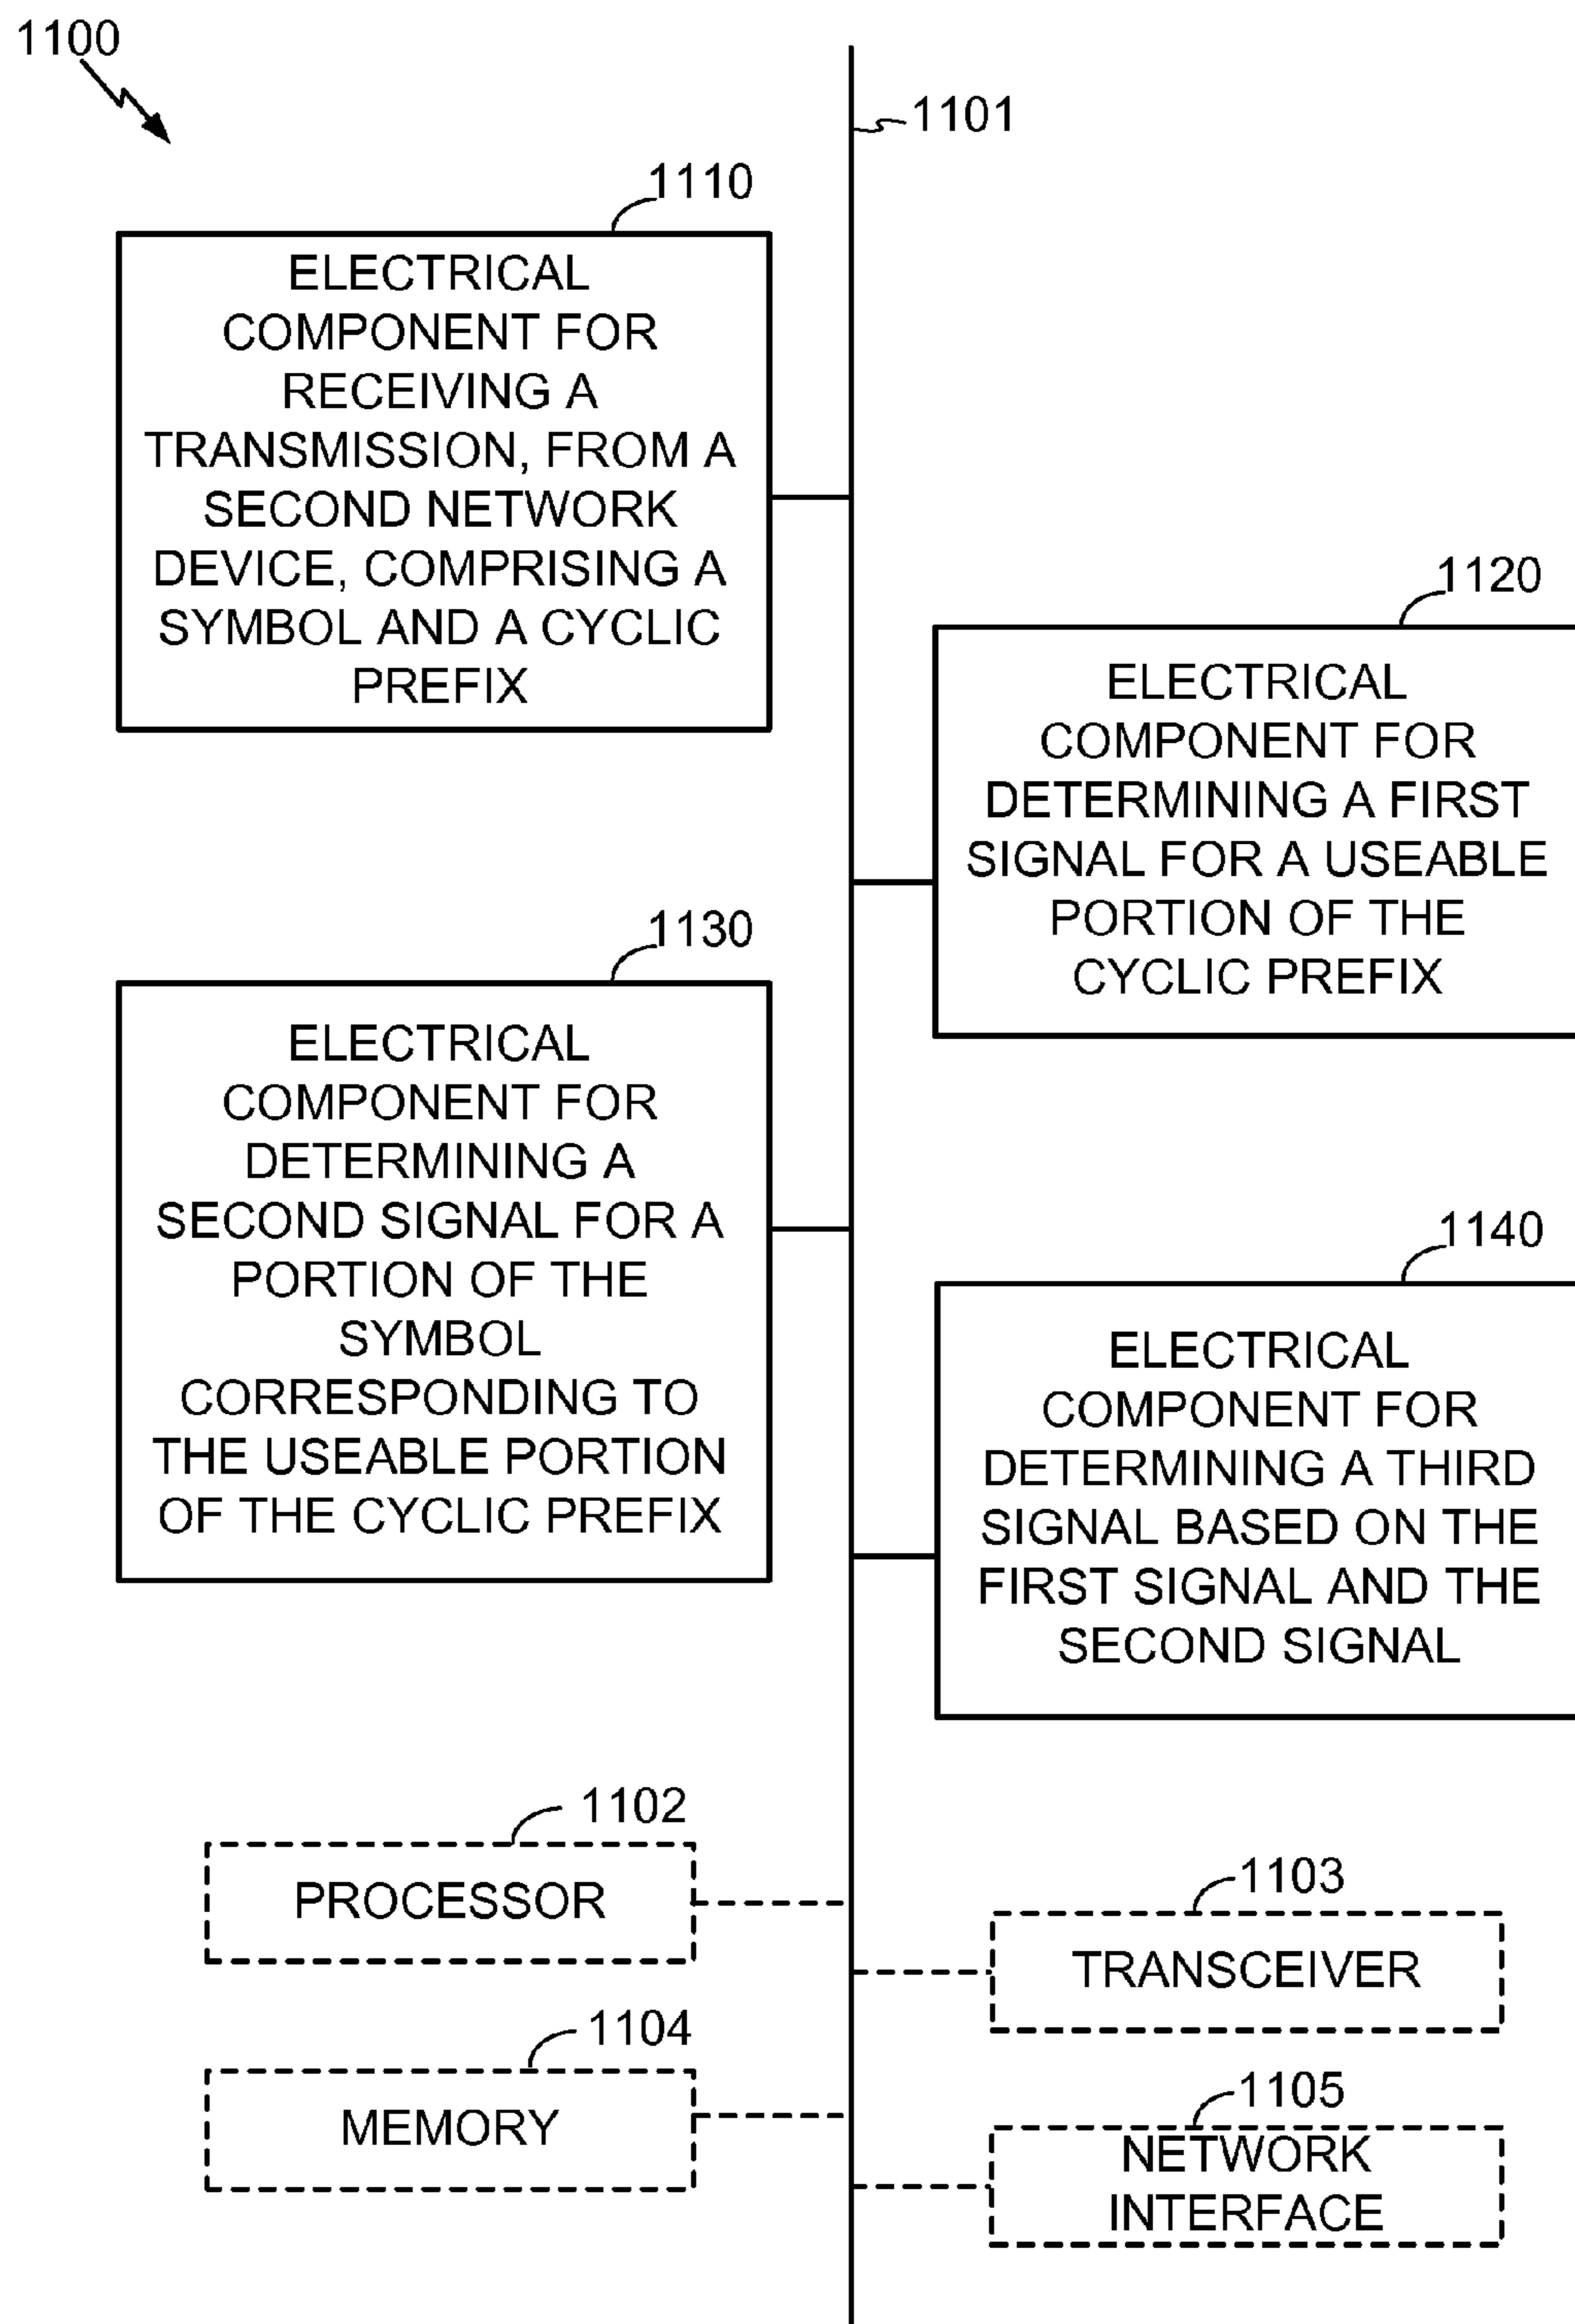 1100
1101
1110
ELECTRICAL
COMPONENT FOR
RECEIVING A
TRANSMISSION, FROM A
SECOND NETWORK
DEVICE, COMPRISING A
SYMBOL AND A CYCLIC
PREFIX
1120
ELECTRICAL
COMPONENT FOR
DETERMINING A FIRST
SIGNAL FOR A USEABLE
PORTION OF THE
CYCLIC PREFIX
1130
ELECTRICAL
COMPONENT FOR
DETERMINING A
SECOND SIGNAL FOR A
PORTION OF THE
SYMBOL
CORRESPONDING TO
THE USEABLE PORTION
OF THE CYCLIC PREFIX
1140
ELECTRICAL
COMPONENT FOR
DETERMINING A THIRD
SIGNAL BASED ON THE
FIRST SIGNAL AND THE
SECOND SIGNAL
1102
PROCESSOR
1103
TRANSCEIVER
1104
MEMORY
1105
NETWORK
INTERFACE